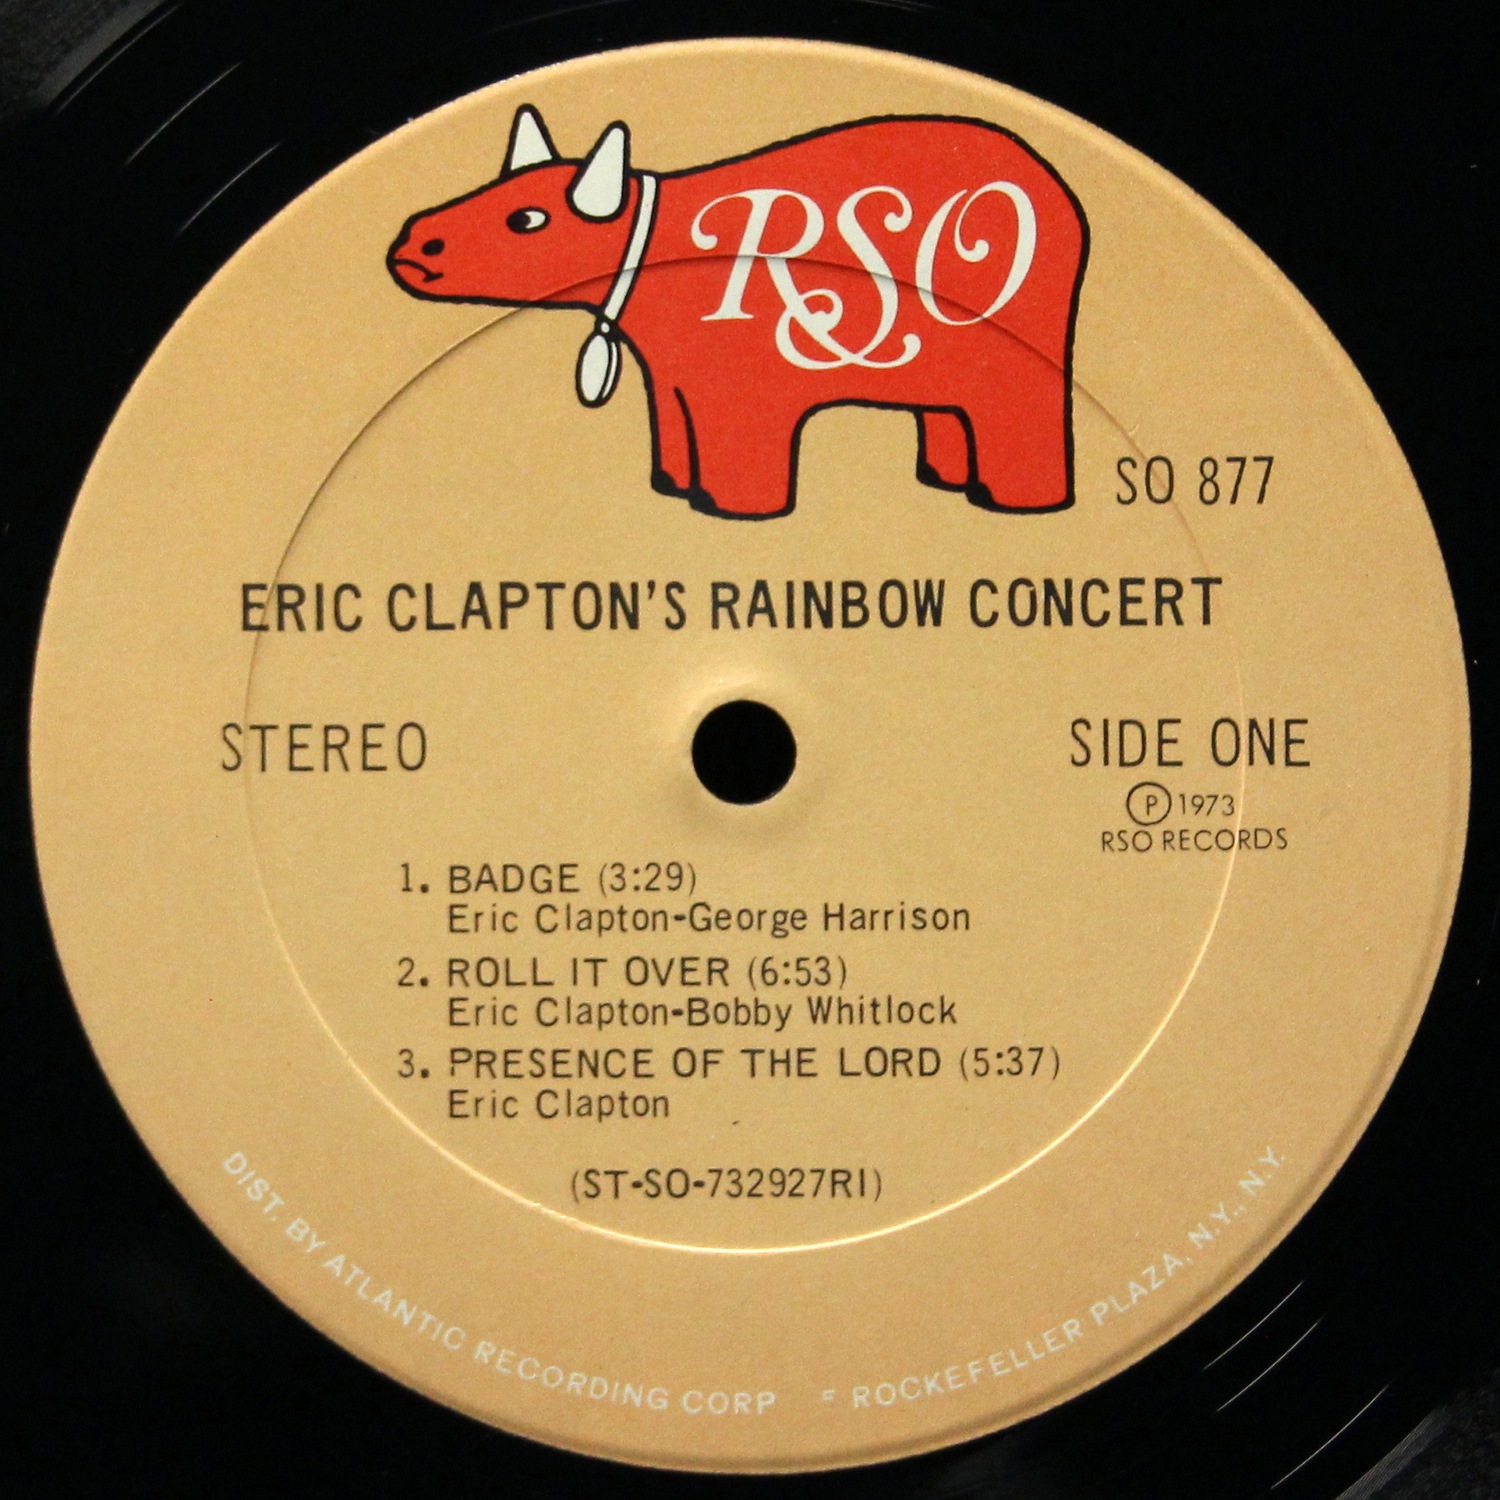 RSO
SO 877
ERIC CLAPTON'S RAINBOW CONCERT
STEREO
SIDE ONE
Ⓟ 1973
RSO RECORDS
1. BADGE (3:29)
Eric Clapton-George Harrison
2. ROLL IT OVER (6:53)
Eric Clapton-Bobby Whitlock
3. PRESENCE OF THE LORD (5:37)
Eric Clapton
(ST-SO-732927RI)
DIST. BY ATLANTIC RECORDING CORP ROCKEFELLER PLAZA, N.Y., N.Y.